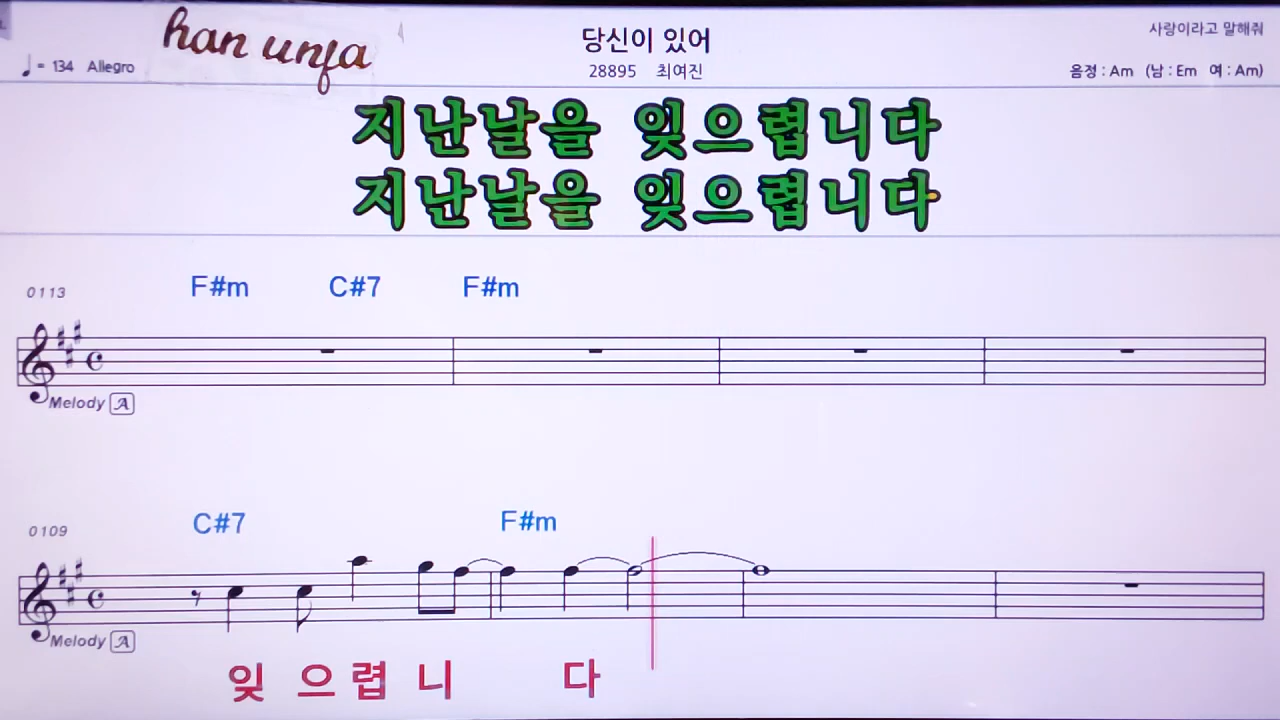 han unja
당신이 있어
사랑이라고 말해줘
♩= 134 Allegro
28895 최여진
음정 : Am (남 : Em 여 : Am)
지난날을 잊으렵니다
지난날을 잊으렵니다
0113 F#m C#7 F#m
Melody A
0109 C#7 F#m
Melody A
잊 으 렵 니 다